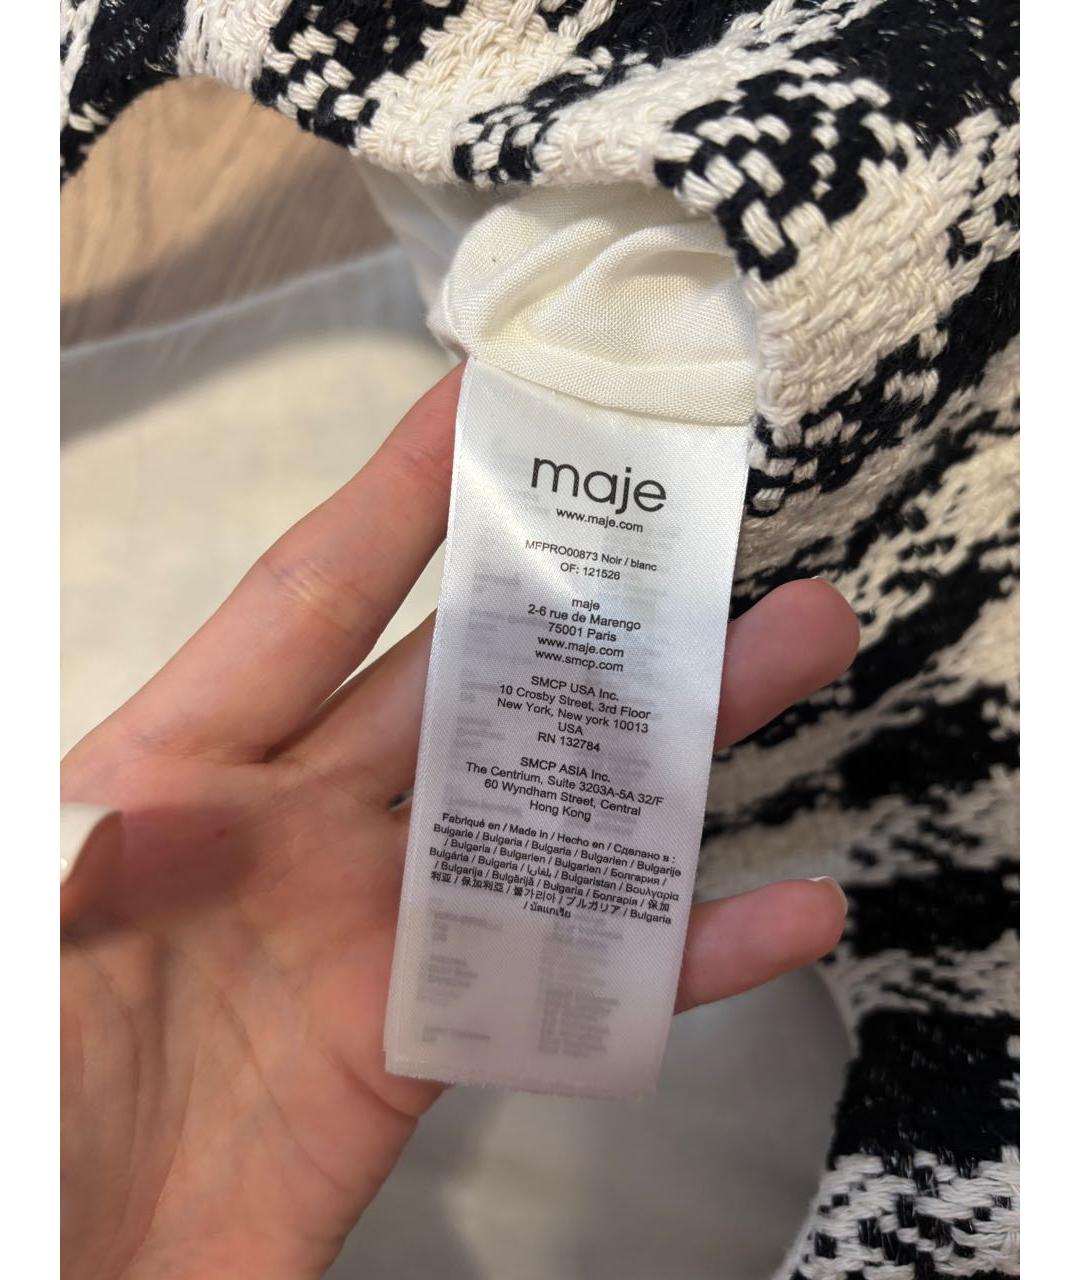 maje
www.maje.com
MFPRO00873 Noir / blanc
OF: 121526
maje
2-6 rue de Marengo
75001 Paris
www.maje.com
www.smcp.com
SMCP USA Inc.
10 Crosby Street, 3rd Floor
New York, New york 10013
USA
RN 132784
SMCP ASIA Inc.
The Centrium, Suite 3203A-5A 32/F
60 Wyndham Street, Central
Hong Kong
Fabriqué en / Made in / Hecho en / Сделано в :
Bulgarie / Bulgaria / Bulgaria / Bulgarien / Bulgarije
/ Bulgaria / Bulgarien / Bulgarien / Болгария /
Bulgária / Bulgaria / بلغاريا / Bulgaristan / Βουλγαρία
/ Bulgarija / Bulgārijā / Bulgaria / Болгарія / 保加
利亚 / 保加利亞 / 불가리아 / ブルガリア / Bulgaria
/ บัลแกเรีย